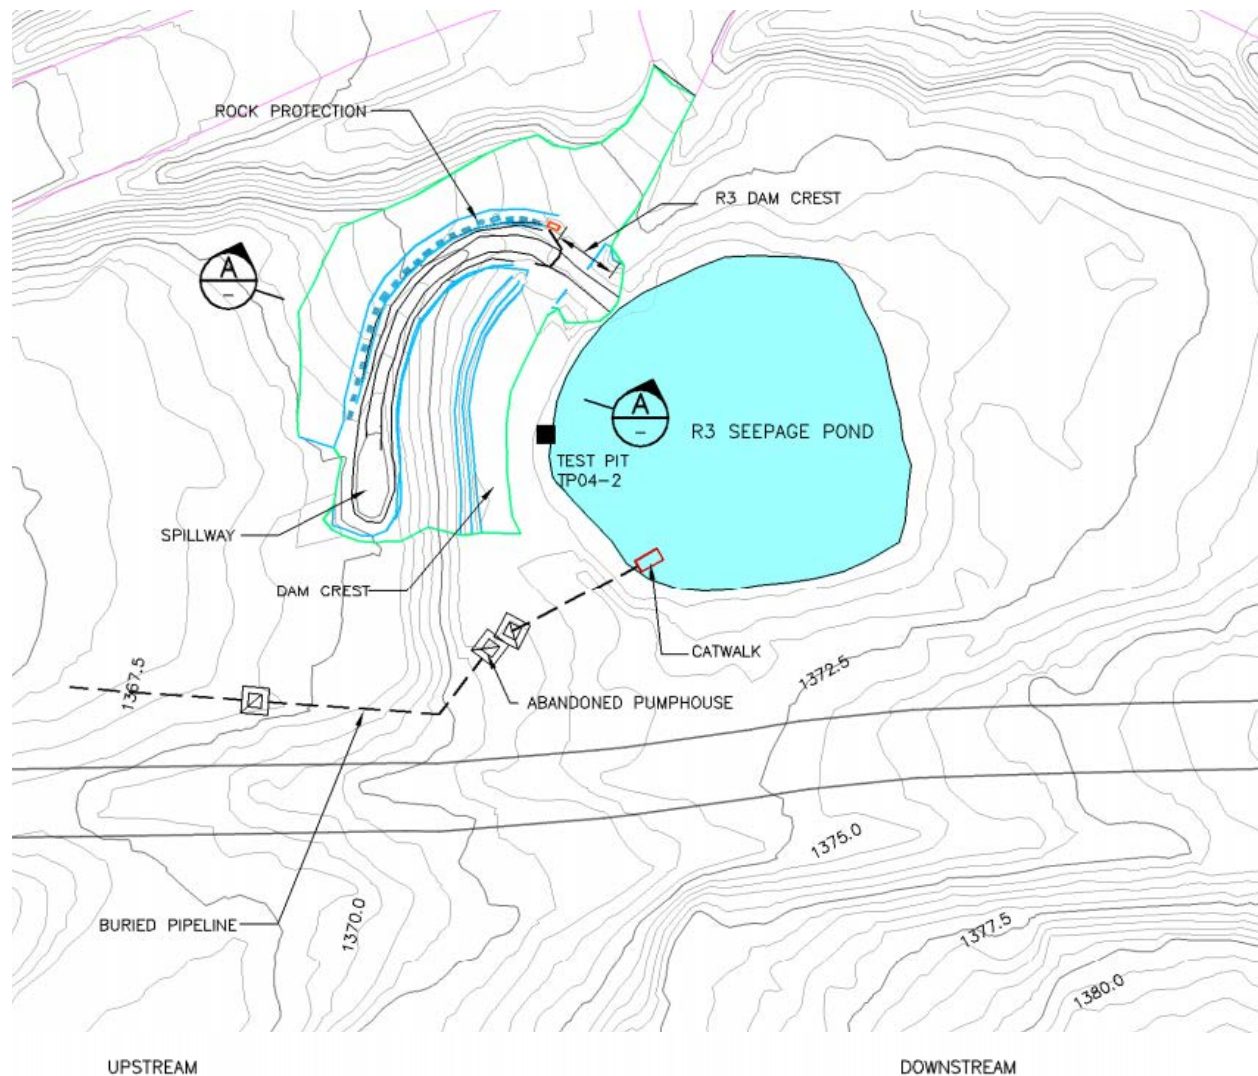 ROCK PROTECTION
R3 DAM CREST
A
-
A
-
R3 SEEPAGE POND
TEST PIT
TP04-2
SPILLWAY
DAM CREST
CATWALK
1367.5
1372.5
ABANDONED PUMPHOUSE
1375.0
BURIED PIPELINE
1370.0
1377.5
1380.0
UPSTREAM
DOWNSTREAM